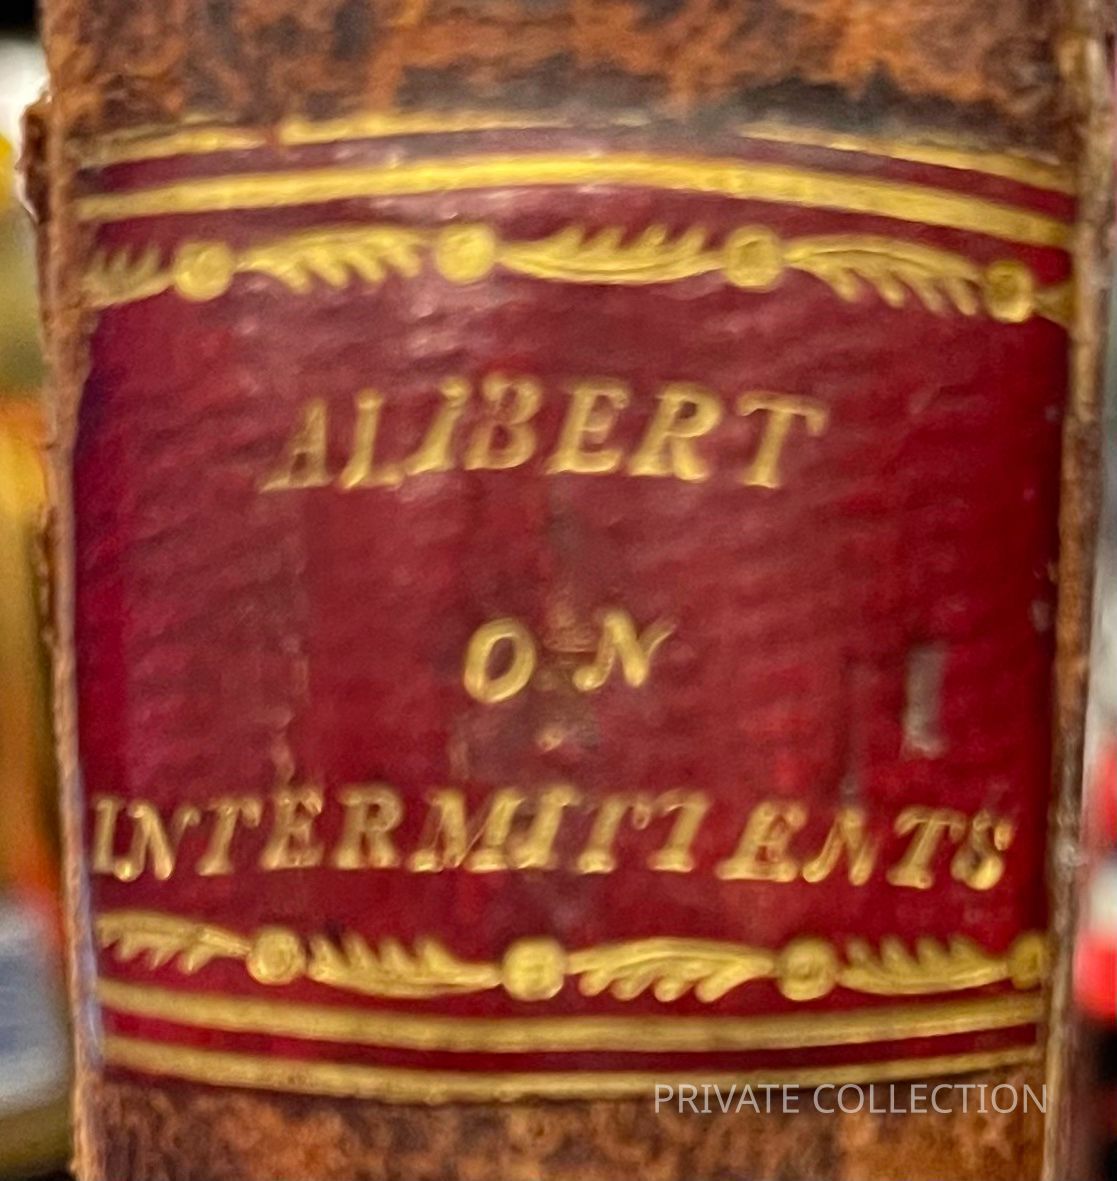 ALIBERT
ON
INTERMITTENTS
PRIVATE COLLECTION